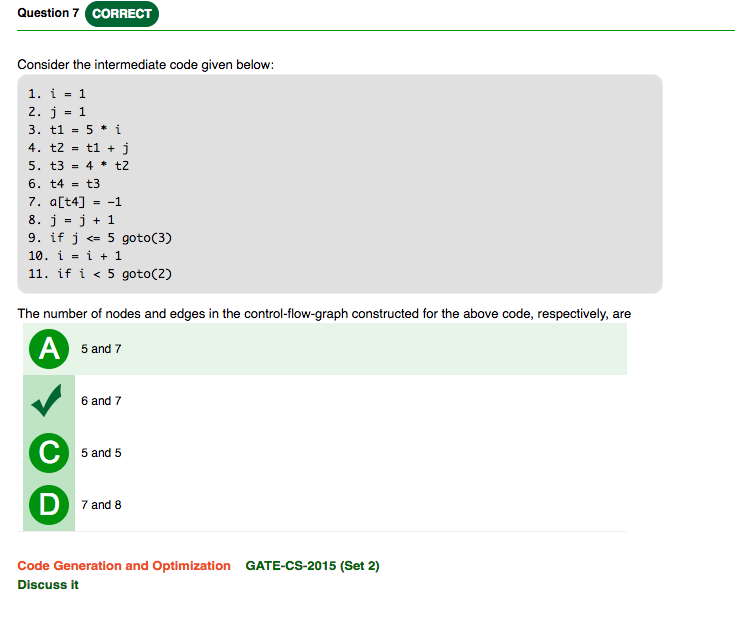 Question 7 CORRECT
Consider the intermediate code given below:
1. i = 1
2. j = 1
3. t1 = 5 * i
4. t2 = t1 + j
5. t3 = 4 * t2
6. t4 = t3
7. a[t4] = -1
8. j = j + 1
9. if j <= 5 goto(3)
10. i = i + 1
11. if i < 5 goto(2)
The number of nodes and edges in the control-flow-graph constructed for the above code, respectively, are
A 5 and 7
6 and 7
C 5 and 5
D 7 and 8
Code Generation and Optimization GATE-CS-2015 (Set 2)
Discuss it